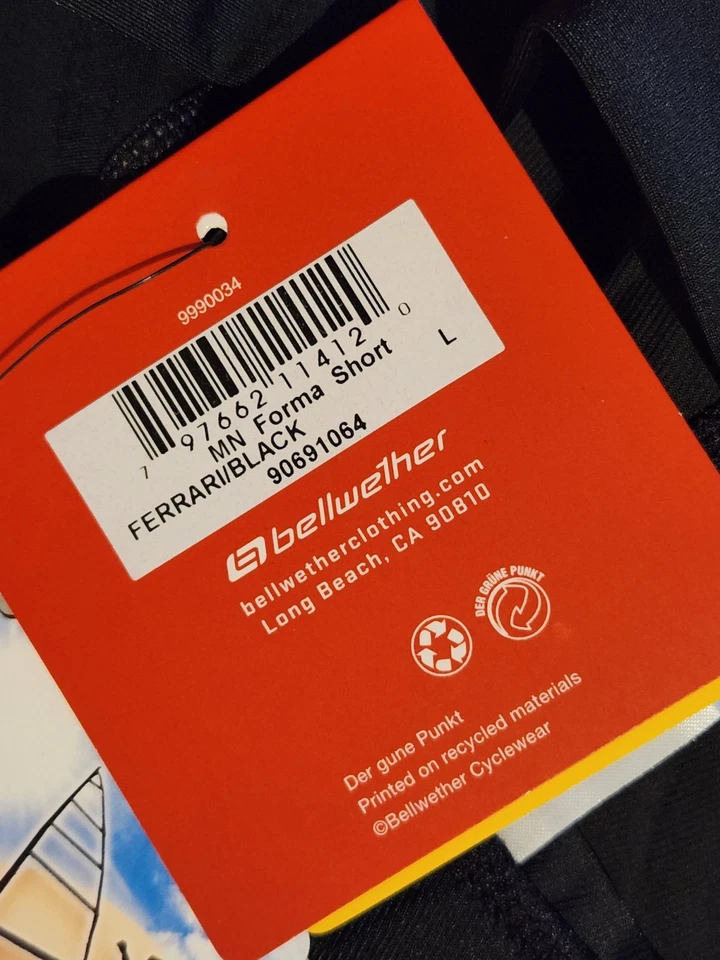 9990034
7 97662 11412 0
MN Forma Short L
FERRARI/BLACK
90691064
bellwether
bellwetherclothing.com
Long Beach, CA 90810
DER GRÜNE PUNKT
Der gune Punkt
Printed on recycled materials
©Bellwether Cyclewear